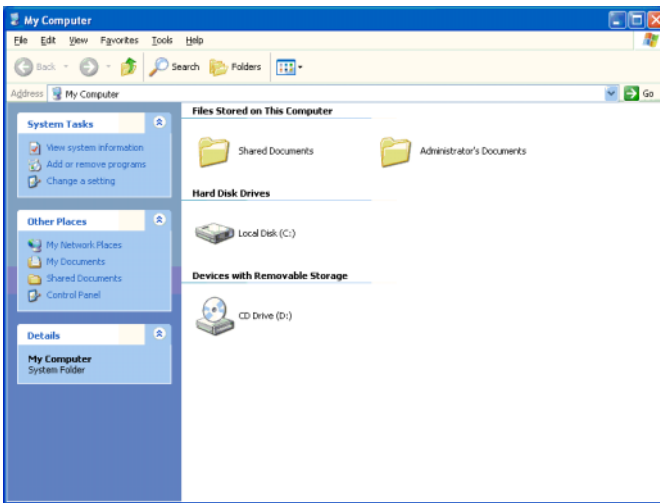 My Computer
File Edit View Favorites Tools Help
Back Search Folders
Address My Computer Go
System Tasks
View system information
Add or remove programs
Change a setting
Other Places
My Network Places
My Documents
Shared Documents
Control Panel
Details
My Computer
System Folder
Files Stored on This Computer
Shared Documents Administrator's Documents
Hard Disk Drives
Local Disk (C:)
Devices with Removable Storage
CD Drive (D:)